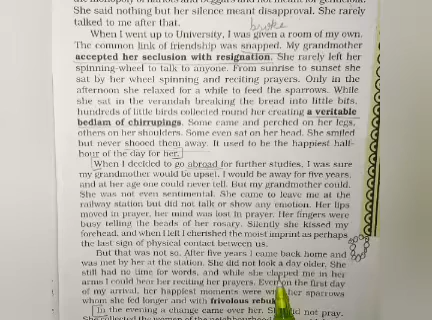 She said nothing but her silence meant disapproval. She rarely
talked to me after that.
broke
When I went up to University, I was given a room of my own.
The common link of friendship was snapped. My grandmother
accepted her seclusion with resignation. She rarely left her
spinning-wheel to talk to anyone. From sunrise to sunset she
sat by her wheel spinning and reciting prayers. Only in the
afternoon she relaxed for a while to feed the sparrows. While
she sat in the verandah breaking the bread into little bits,
hundreds of little birds collected round her creating a veritable
bedlam of chirrupings. Some came and perched on her legs,
others on her shoulders. Some even sat on her head. She smiled
but never shooed them away. It used to be the happiest half-
hour of the day for her.
When I decided to go abroad for further studies, I was sure
my grandmother would be upset. I would be away for five years,
and at her age one could never tell. But my grandmother could.
She was not even sentimental. She came to leave me at the
railway station but did not talk or show any emotion. Her lips
moved in prayer, her mind was lost in prayer. Her fingers were
busy telling the beads of her rosary. Silently she kissed my
forehead, and when I left I cherished the moist imprint as perhaps
the last sign of physical contact between us.
But that was not so. After five years I came back home and
was met by her at the station. She did not look a day older. She
still had no time for words, and while she clasped me in her
arms I could hear her reciting her prayers. Even on the first day
of my arrival, her happiest moments were her sparrows
whom she fed longer and with frivolous
In the evening a change came over her. not pray.
She collected the women of the